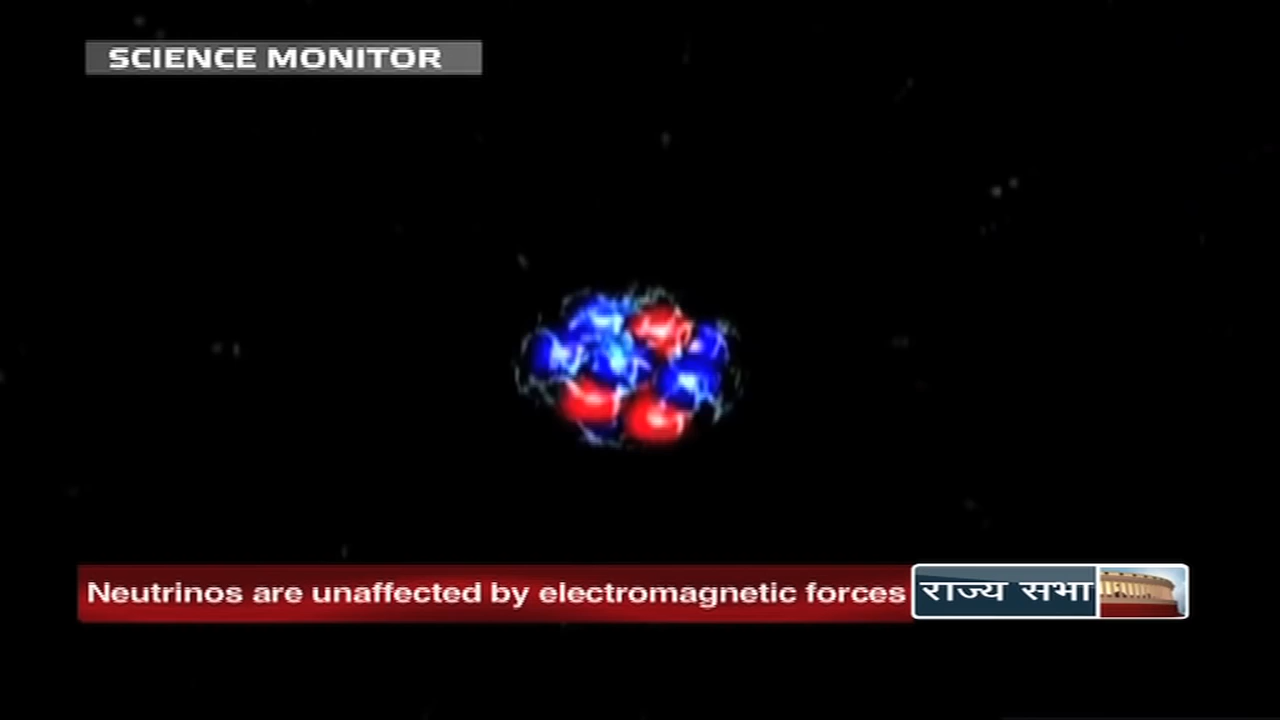 SCIENCE MONITOR
Neutrinos are unaffected by electromagnetic forces
राज्य सभा